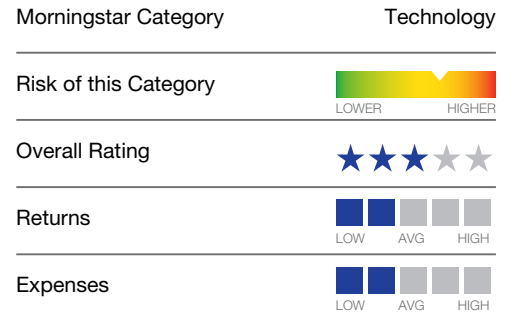 Morningstar Category Technology
Risk of this Category
LOWER HIGHER
Overall Rating
Returns
LOW AVG HIGH
Expenses
LOW AVG HIGH